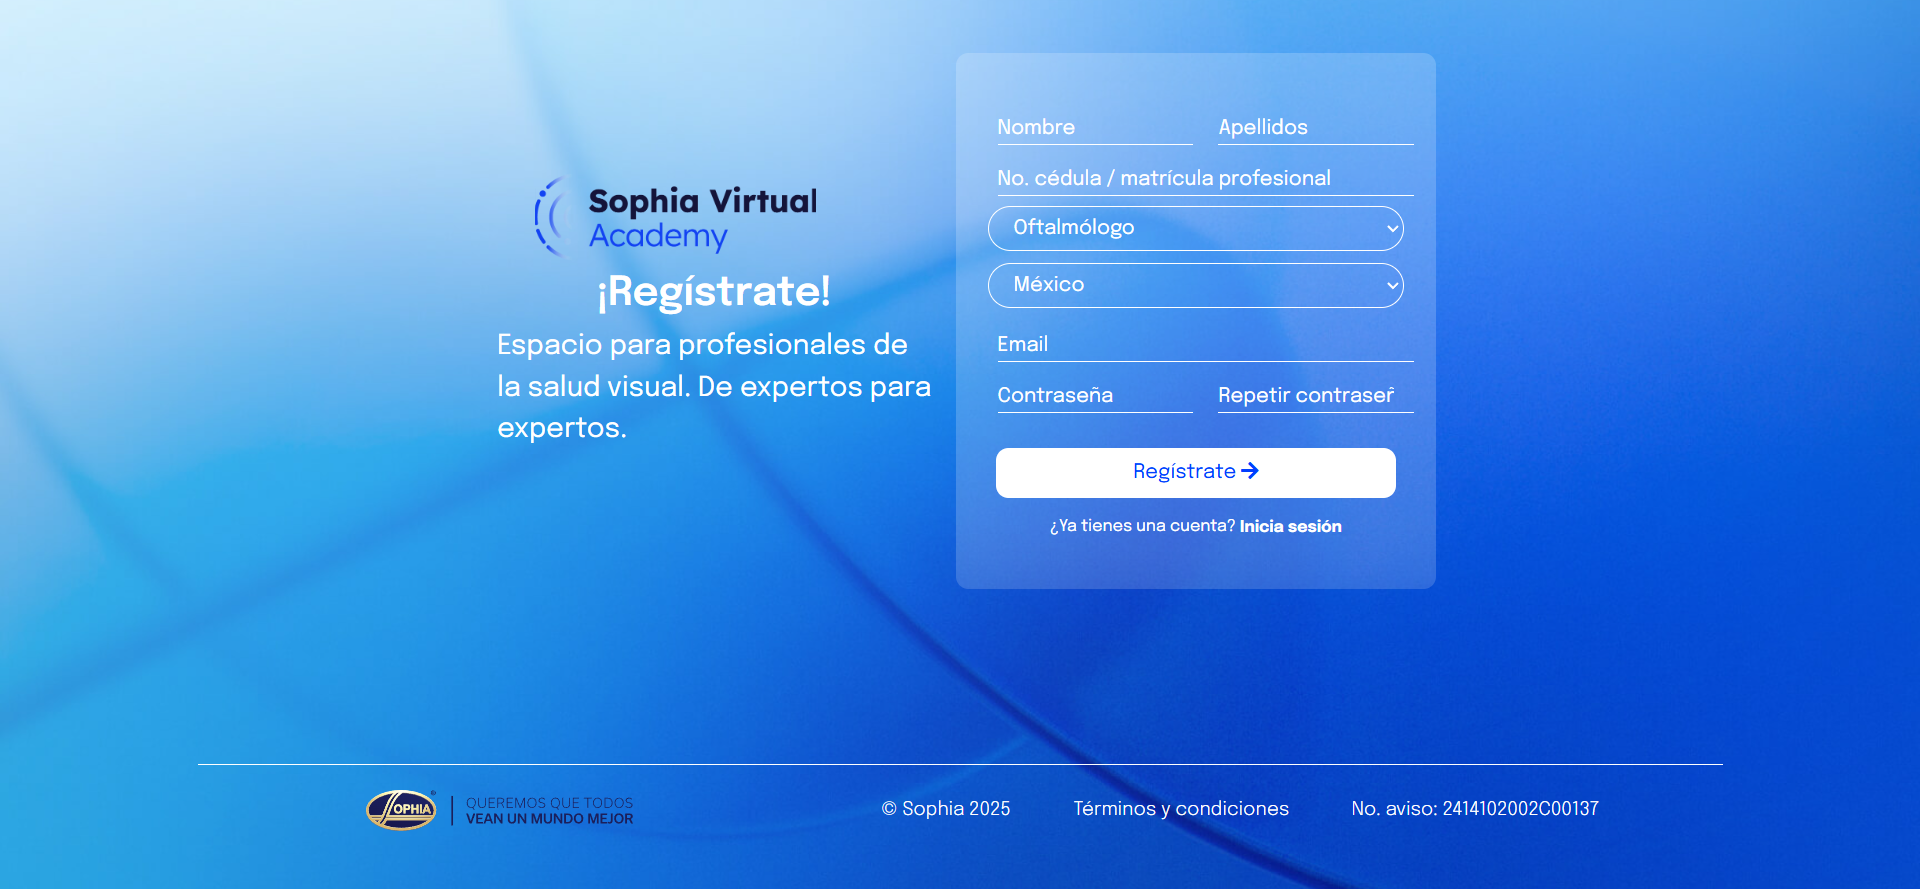 Sophia Virtual
Academy
¡Regístrate!
Espacio para profesionales de
la salud visual. De expertos para
expertos.
Nombre
Apellidos
No. cédula / matrícula profesional
Oftalmólogo
México
Email
Contraseña
Repetir contraseñ
Regístrate
¿Ya tienes una cuenta? Inicia sesión
SOPHIA ®
QUEREMOS QUE TODOS
VEAN UN MUNDO MEJOR
© Sophia 2025
Términos y condiciones
No. aviso: 2414102002C00137